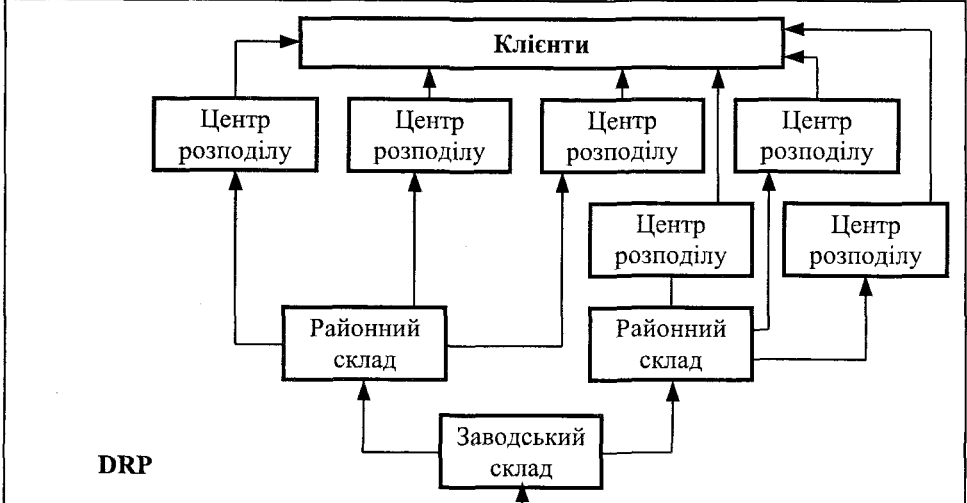 Клієнти
Центр
розподілу
Центр
розподілу
Центр
розподілу
Центр
розподілу
Центр
розподілу
Центр
розподілу
Районний
склад
Районний
склад
Заводський
склад
DRP